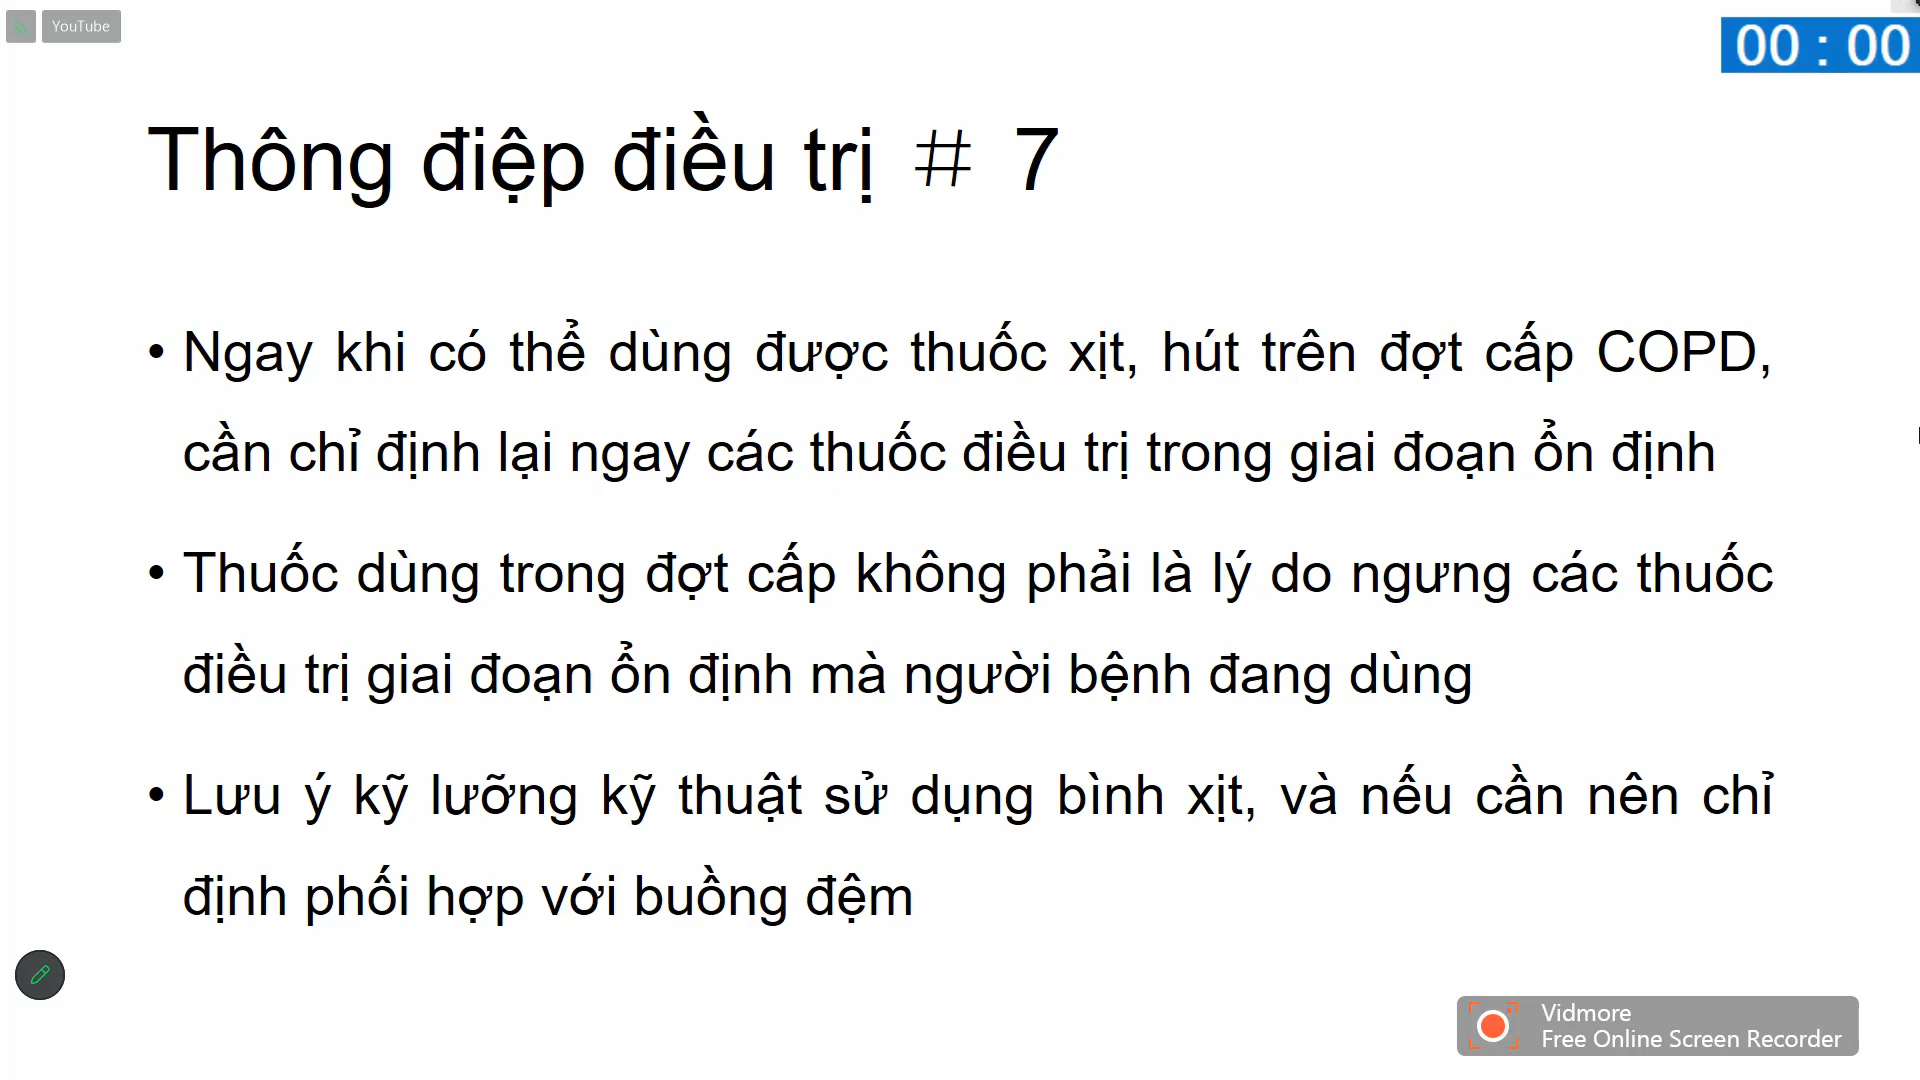 YouTube
00 : 00
Thông điệp điều trị # 7
• Ngay khi có thể dùng được thuốc xịt, hút trên đợt cấp COPD,
cần chỉ định lại ngay các thuốc điều trị trong giai đoạn ổn định
• Thuốc dùng trong đợt cấp không phải là lý do ngưng các thuốc
điều trị giai đoạn ổn định mà người bệnh đang dùng
• Lưu ý kỹ lưỡng kỹ thuật sử dụng bình xịt, và nếu cần nên chỉ
định phối hợp với buồng đệm
Vidmore
Free Online Screen Recorder